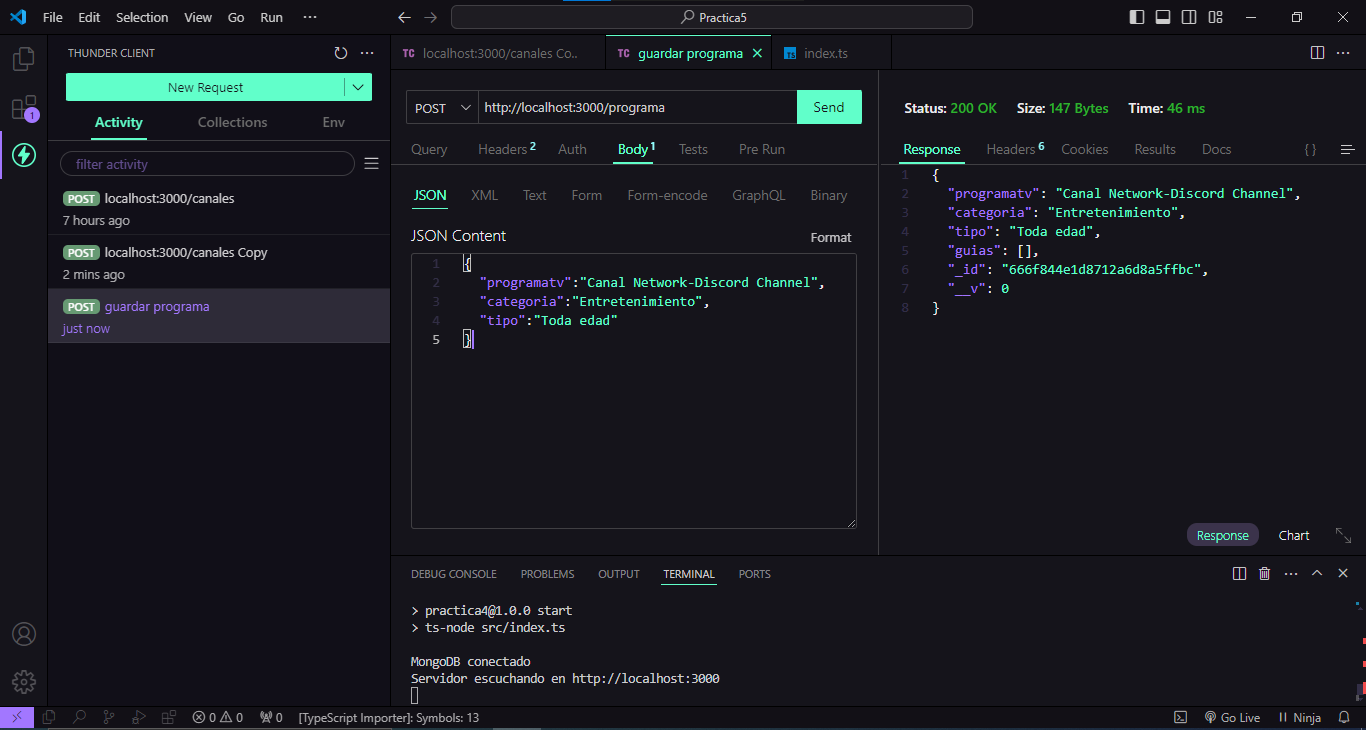 File Edit Selection View Go Run ···
Practica5
THUNDER CLIENT
New Request
Activity Collections Env
filter activity
POST localhost:3000/canales
7 hours ago
POST localhost:3000/canales Copy
2 mins ago
POST guardar programa
just now
1
TC localhost:3000/canales Co..
TC guardar programa
TS index.ts
POST http://localhost:3000/programa Send
Query Headers 2 Auth Body 1 Tests Pre Run
JSON XML Text Form Form-encode GraphQL Binary
JSON Content Format
1 {
2 "programatv":"Canal Network-Discord Channel",
3 "categoria":"Entretenimiento",
4 "tipo":"Toda edad"
5 }
Status: 200 OK Size: 147 Bytes Time: 46 ms
Response Headers 6 Cookies Results Docs { }
1 {
2 "programatv": "Canal Network-Discord Channel",
3 "categoria": "Entretenimiento",
4 "tipo": "Toda edad",
5 "guias": [],
6 "_id": "666f844e1d8712a6d8a5ffbc",
7 "__v": 0
8 }
Response Chart
DEBUG CONSOLE PROBLEMS OUTPUT TERMINAL PORTS
> practica4@1.0.0 start
> ts-node src/index.ts
MongoDB conectado
Servidor escuchando en http://localhost:3000
0 0 0 [TypeScript Importer]: Symbols: 13 Go Live Ninja